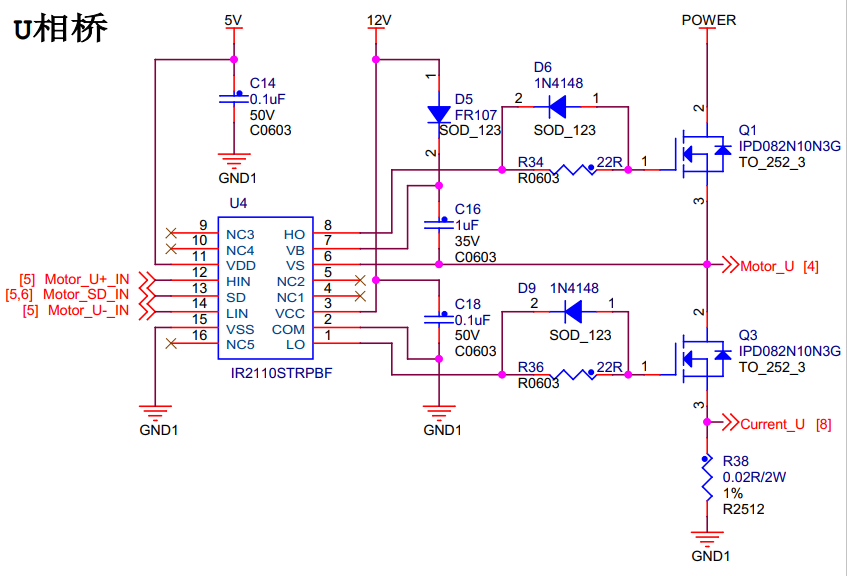 U相桥
5V
12V
POWER
C14
0.1uF
50V
C0603
GND1
1
D5
FR107
SOD_123
2
D6
1N4148
2
1
SOD_123
R34
22R
R0603
1
2
Q1
IPD082N10N3G
TO_252_3
3
U4
9
NC3
HO
8
10
NC4
VB
7
11
VDD
VS
6
12
HIN
NC2
5
13
SD
NC1
4
14
LIN
VCC
3
15
VSS
COM
2
16
NC5
LO
1
IR2110STRPBF
[5] Motor_U+_IN
[5,6] Motor_SD_IN
[5] Motor_U-_IN
GND1
C16
1uF
35V
C0603
Motor_U [4]
C18
0.1uF
50V
C0603
GND1
D9
1N4148
2
1
SOD_123
R36
22R
R0603
1
2
Q3
IPD082N10N3G
TO_252_3
3
Current_U [8]
R38
0.02R/2W
1%
R2512
GND1